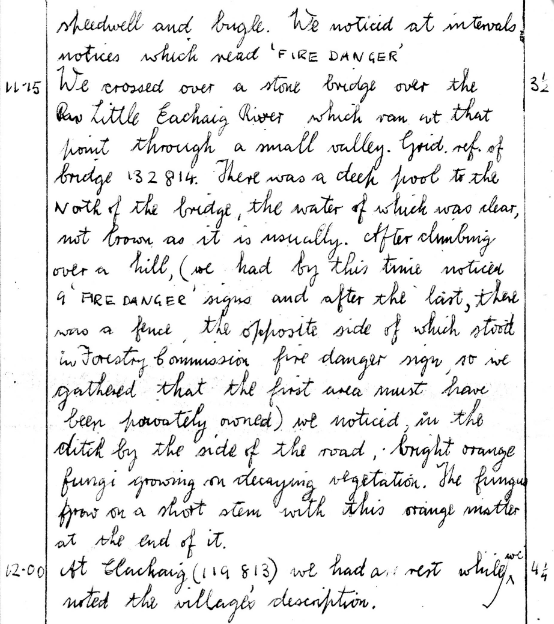 speedwell and bugle. We noticed at intervals
notices which read 'FIRE DANGER'
11-15 We crossed over a stone bridge over the 3½
Little Eachaig River which ran at that
point through a small valley. Grid. ref. of
bridge 132814. There was a deep pool to the
North of the bridge, the water of which was clear,
not brown as it is usually. After climbing
over a hill, (we had by this time noticed
9 'FIRE DANGER' signs and after the last, there
was a fence, the opposite side of which stood
Forestry Commission fire danger sign, so we
gathered that the first area must have
been privately owned) we noticed, in the
ditch by the side of the road, bright orange
fungi growing on decaying vegetation. The fungus
grow on a short stem with this orange matter
at the end of it.
12-00 At Clachaig (119 813) we had a rest while we 4¼
noted the village's description.